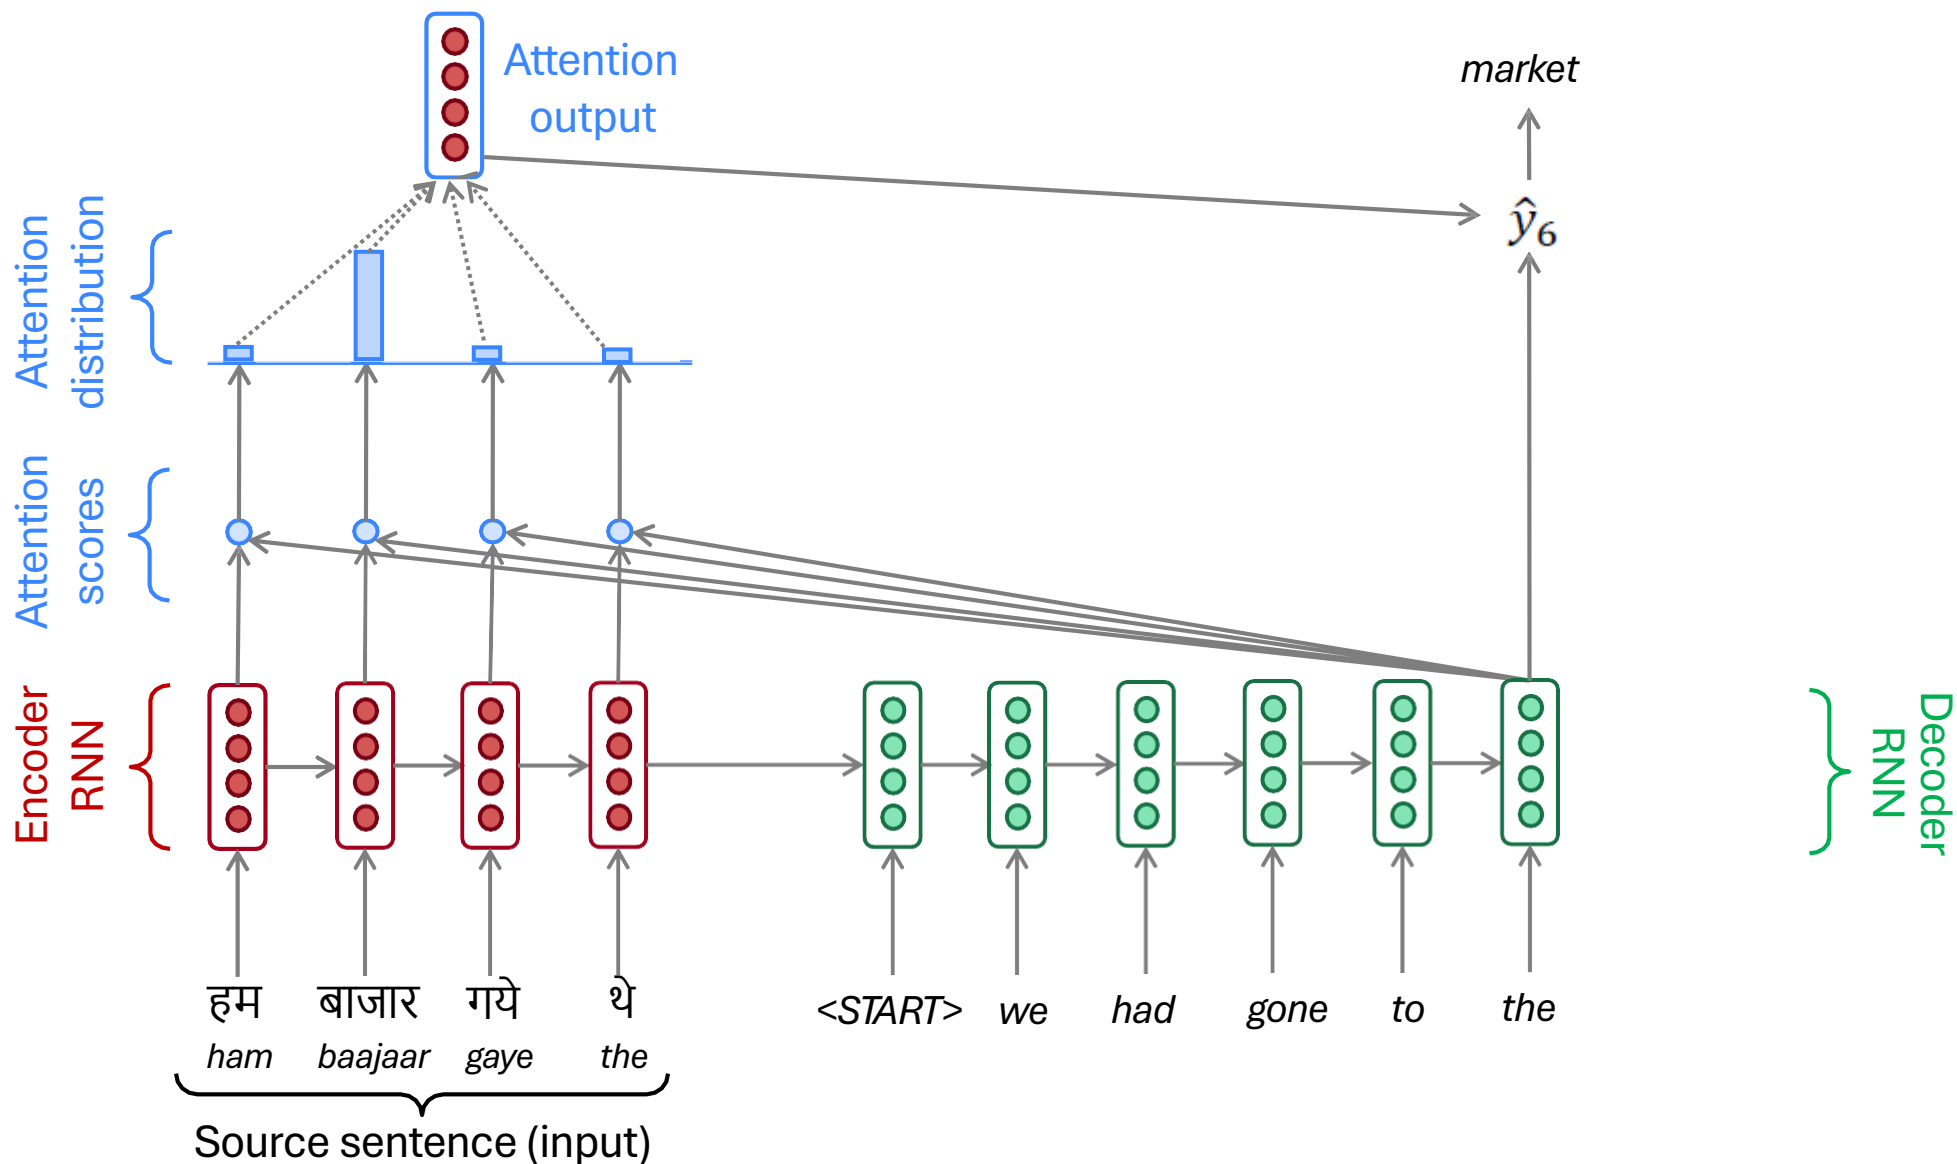 Attention
output
market
ŷ₆
Attention
distribution
Attention
scores
Encoder
RNN
Decoder
RNN
हम बाजार गये थे
ham baajaar gaye the
<START> we had gone to the
Source sentence (input)